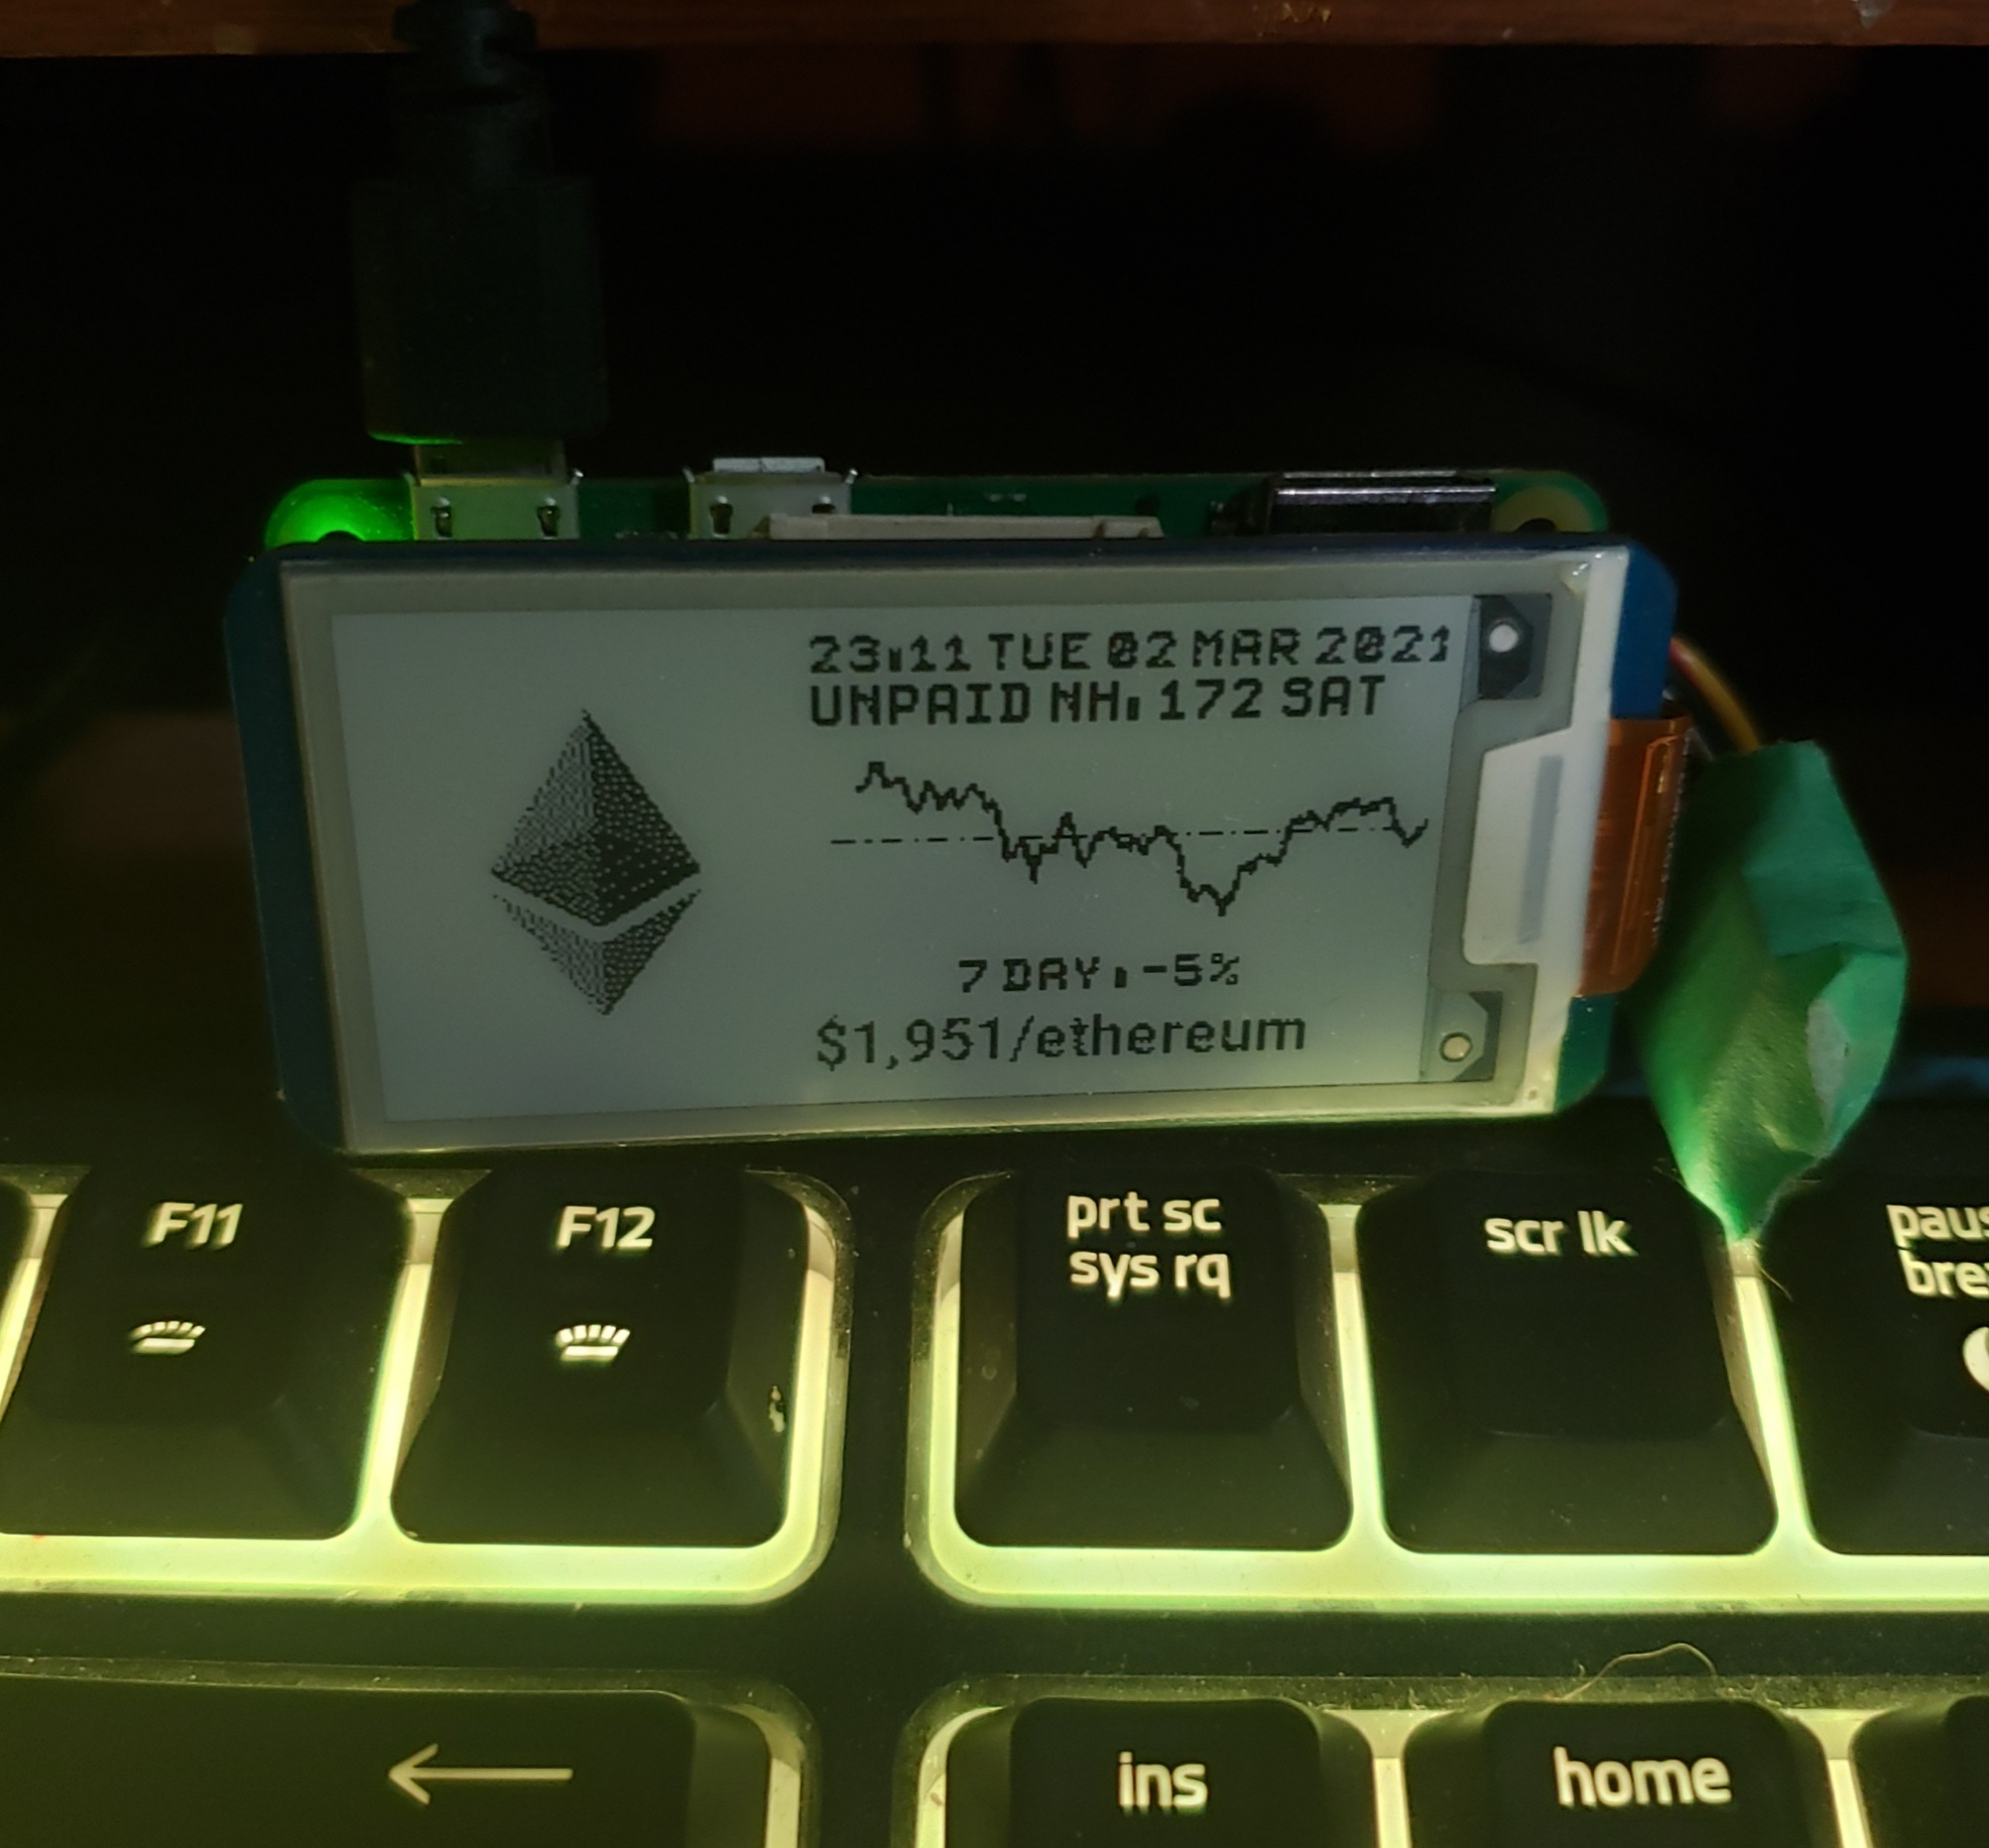 23:11 TUE 02 MAR 2021
UNPAID NH: 172 SAT
7 DAY: -5%
$1,951/ethereum
F11
F12
prt sc
sys rq
scr lk
ins
home